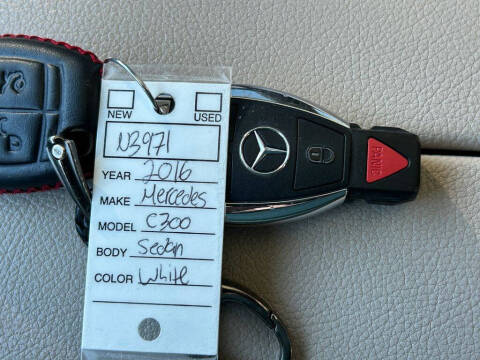 NEW USED
N3971
YEAR 2016
MAKE Mercedes
MODEL C300
BODY Sedan
COLOR White
PANIC